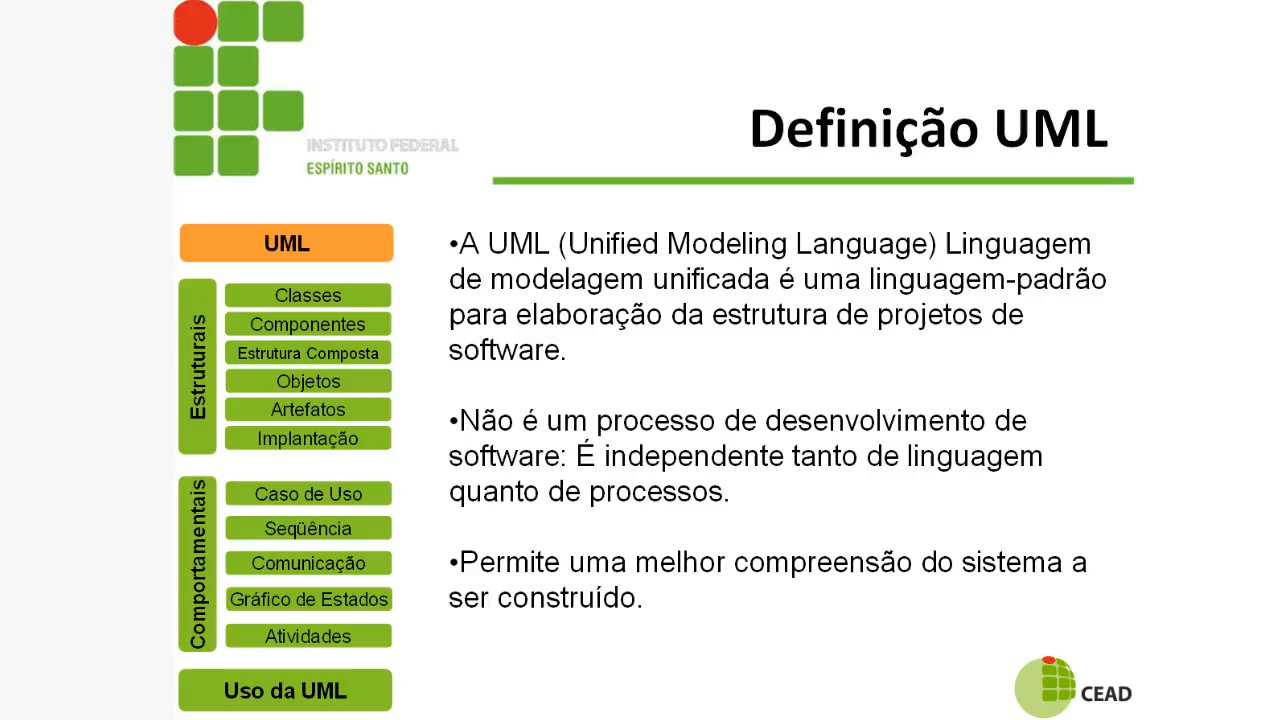 INSTITUTO FEDERAL
ESPÍRITO SANTO
Definição UML
UML
Estruturais
Classes
Componentes
Estrutura Composta
Objetos
Artefatos
Implantação
Comportamentais
Caso de Uso
Seqüência
Comunicação
Gráfico de Estados
Atividades
Uso da UML
•A UML (Unified Modeling Language) Linguagem
de modelagem unificada é uma linguagem-padrão
para elaboração da estrutura de projetos de
software.
•Não é um processo de desenvolvimento de
software: É independente tanto de linguagem
quanto de processos.
•Permite uma melhor compreensão do sistema a
ser construído.
CEAD